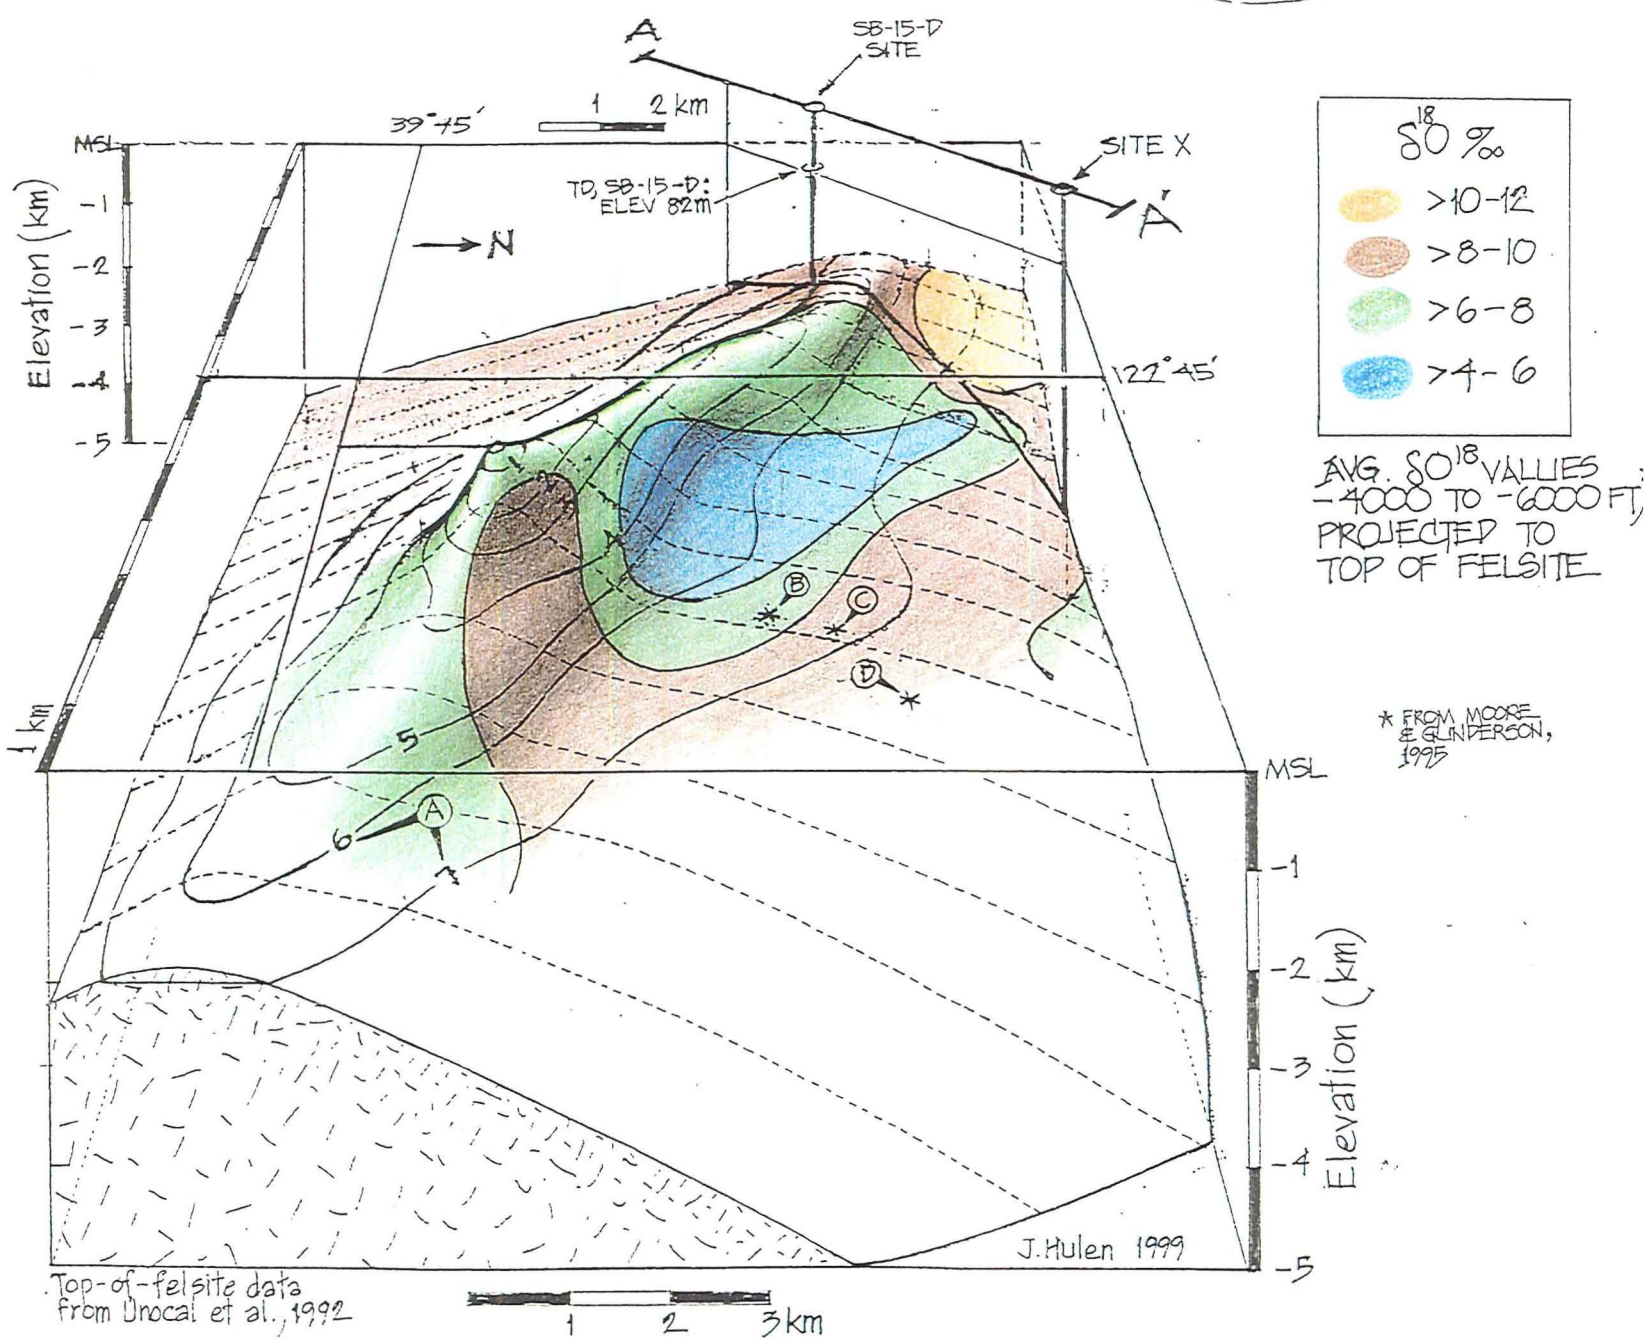 A
SB-15-D
SITE
1 2 km
39°45'
MSL
SITE X
TD, SB-15-D:
ELEV 82m
A'
-1
-2
-3
-4
-5
Elevation (km)
→N
122°45'
δO18 ‰
>10-12
>8-10
>6-8
>4-6
AVG. δO18 VALUES
-4000 TO -6000 FT,
PROJECTED TO
TOP OF FELSITE
B
C
D
* FROM MOORE
& GUNDERSON,
1995
1 km
5
A
6
7
MSL
-1
-2
-3
-4
-5
Elevation (km)
J. Hulen 1999
Top-of-felsite data
from Unocal et al., 1992
1 2 3 km